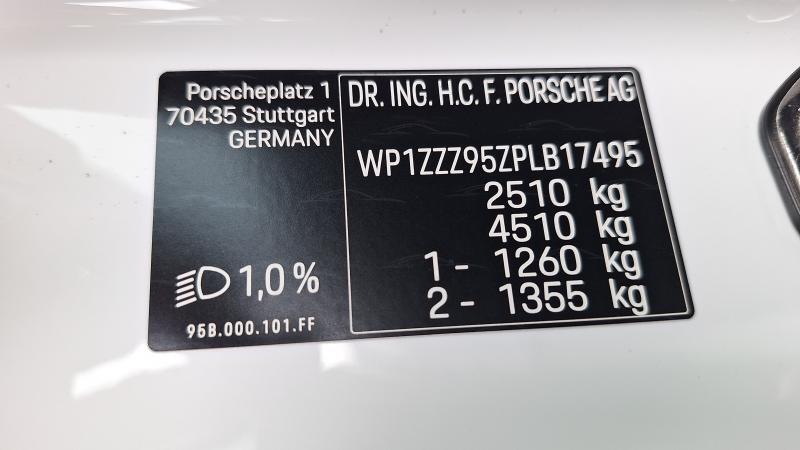 Porscheplatz 1
70435 Stuttgart
GERMANY
1,0 %
95B.000.101.FF
DR. ING. H.C. F. PORSCHE AG
WP1ZZZ95ZPLB17495
2510 kg
4510 kg
1 - 1260 kg
2 - 1355 kg